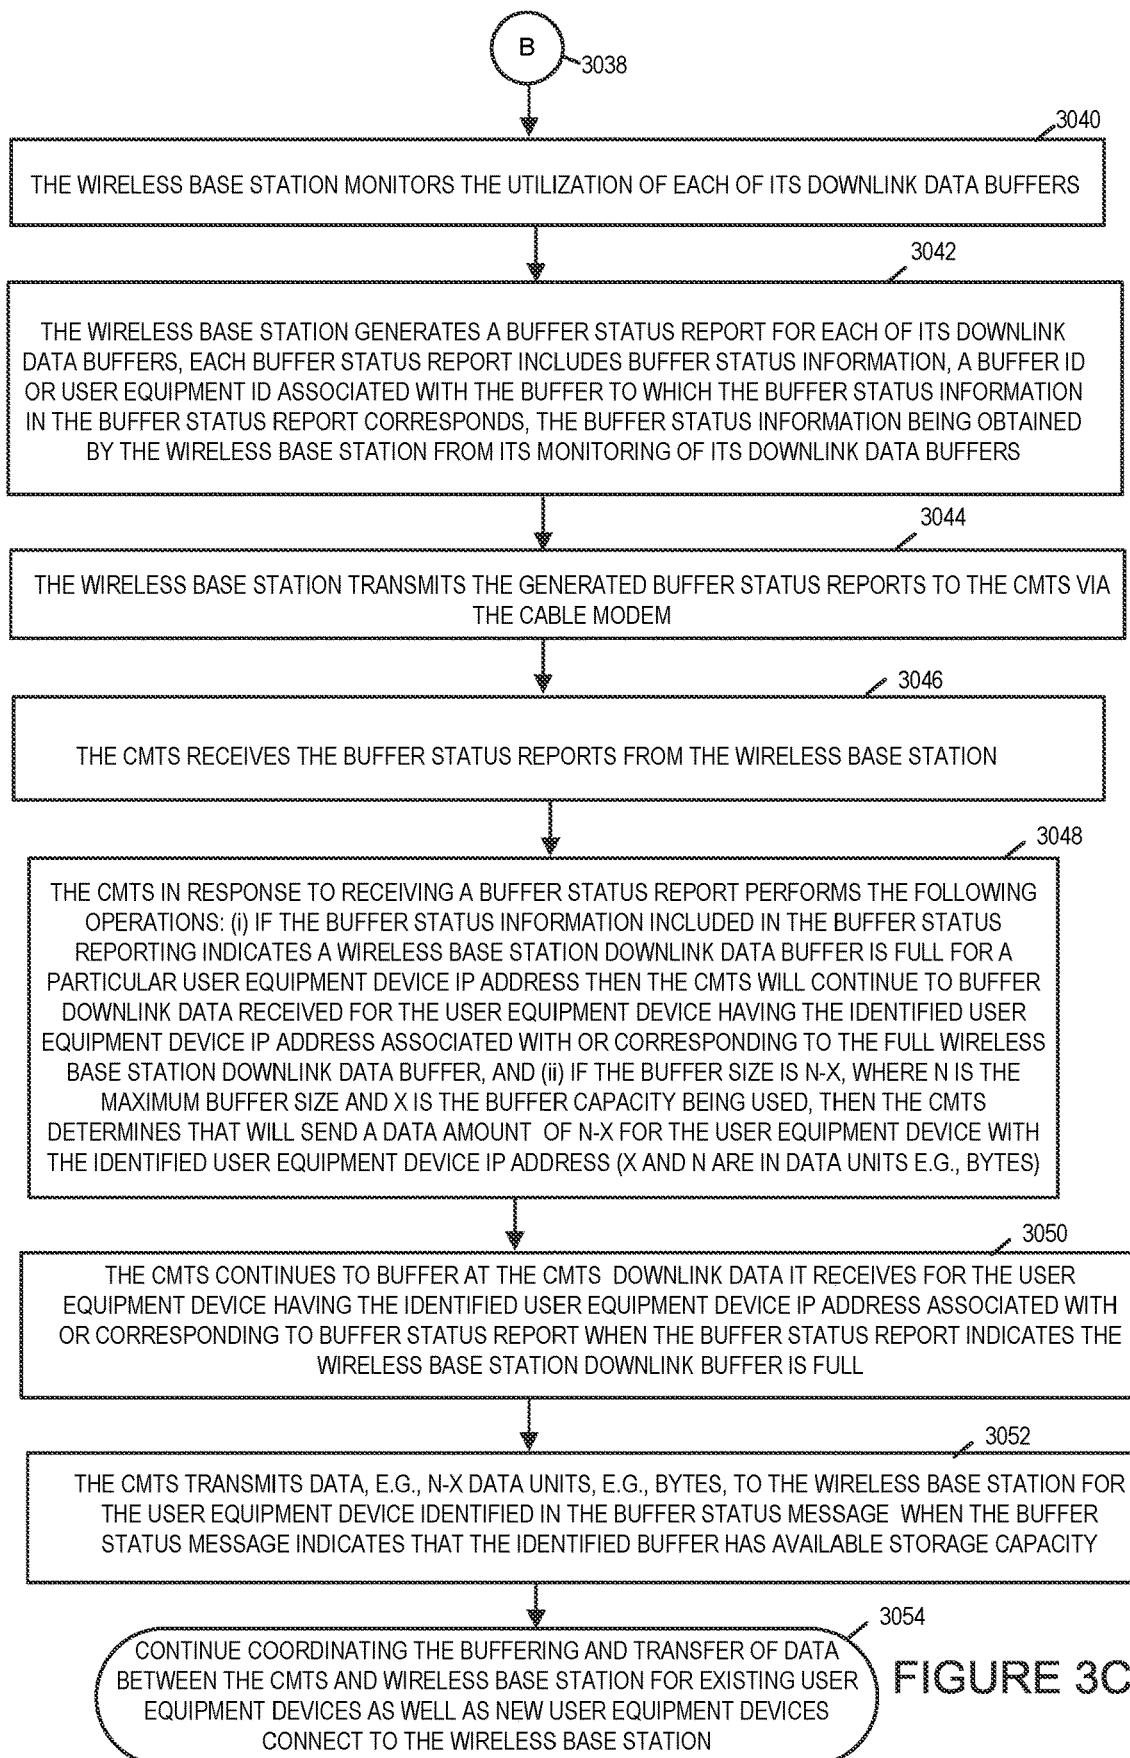 B
3038
3040
THE WIRELESS BASE STATION MONITORS THE UTILIZATION OF EACH OF ITS DOWNLINK DATA BUFFERS
3042
THE WIRELESS BASE STATION GENERATES A BUFFER STATUS REPORT FOR EACH OF ITS DOWNLINK
DATA BUFFERS, EACH BUFFER STATUS REPORT INCLUDES BUFFER STATUS INFORMATION, A BUFFER ID
OR USER EQUIPMENT ID ASSOCIATED WITH THE BUFFER TO WHICH THE BUFFER STATUS INFORMATION
IN THE BUFFER STATUS REPORT CORRESPONDS, THE BUFFER STATUS INFORMATION BEING OBTAINED
BY THE WIRELESS BASE STATION FROM ITS MONITORING OF ITS DOWNLINK DATA BUFFERS
3044
THE WIRELESS BASE STATION TRANSMITS THE GENERATED BUFFER STATUS REPORTS TO THE CMTS VIA
THE CABLE MODEM
3046
THE CMTS RECEIVES THE BUFFER STATUS REPORTS FROM THE WIRELESS BASE STATION
3048
THE CMTS IN RESPONSE TO RECEIVING A BUFFER STATUS REPORT PERFORMS THE FOLLOWING
OPERATIONS: (i) IF THE BUFFER STATUS INFORMATION INCLUDED IN THE BUFFER STATUS
REPORTING INDICATES A WIRELESS BASE STATION DOWNLINK DATA BUFFER IS FULL FOR A
PARTICULAR USER EQUIPMENT DEVICE IP ADDRESS THEN THE CMTS WILL CONTINUE TO BUFFER
DOWNLINK DATA RECEIVED FOR THE USER EQUIPMENT DEVICE HAVING THE IDENTIFIED USER
EQUIPMENT DEVICE IP ADDRESS ASSOCIATED WITH OR CORRESPONDING TO THE FULL WIRELESS
BASE STATION DOWNLINK DATA BUFFER, AND (ii) IF THE BUFFER SIZE IS N-X, WHERE N IS THE
MAXIMUM BUFFER SIZE AND X IS THE BUFFER CAPACITY BEING USED, THEN THE CMTS
DETERMINES THAT WILL SEND A DATA AMOUNT OF N-X FOR THE USER EQUIPMENT DEVICE WITH
THE IDENTIFIED USER EQUIPMENT DEVICE IP ADDRESS (X AND N ARE IN DATA UNITS E.G., BYTES)
3050
THE CMTS CONTINUES TO BUFFER AT THE CMTS DOWNLINK DATA IT RECEIVES FOR THE USER
EQUIPMENT DEVICE HAVING THE IDENTIFIED USER EQUIPMENT DEVICE IP ADDRESS ASSOCIATED WITH
OR CORRESPONDING TO BUFFER STATUS REPORT WHEN THE BUFFER STATUS REPORT INDICATES THE
WIRELESS BASE STATION DOWNLINK BUFFER IS FULL
3052
THE CMTS TRANSMITS DATA, E.G., N-X DATA UNITS, E.G., BYTES, TO THE WIRELESS BASE STATION FOR
THE USER EQUIPMENT DEVICE IDENTIFIED IN THE BUFFER STATUS MESSAGE WHEN THE BUFFER
STATUS MESSAGE INDICATES THAT THE IDENTIFIED BUFFER HAS AVAILABLE STORAGE CAPACITY
3054
CONTINUE COORDINATING THE BUFFERING AND TRANSFER OF DATA
BETWEEN THE CMTS AND WIRELESS BASE STATION FOR EXISTING USER
EQUIPMENT DEVICES AS WELL AS NEW USER EQUIPMENT DEVICES
CONNECT TO THE WIRELESS BASE STATION
FIGURE 3C